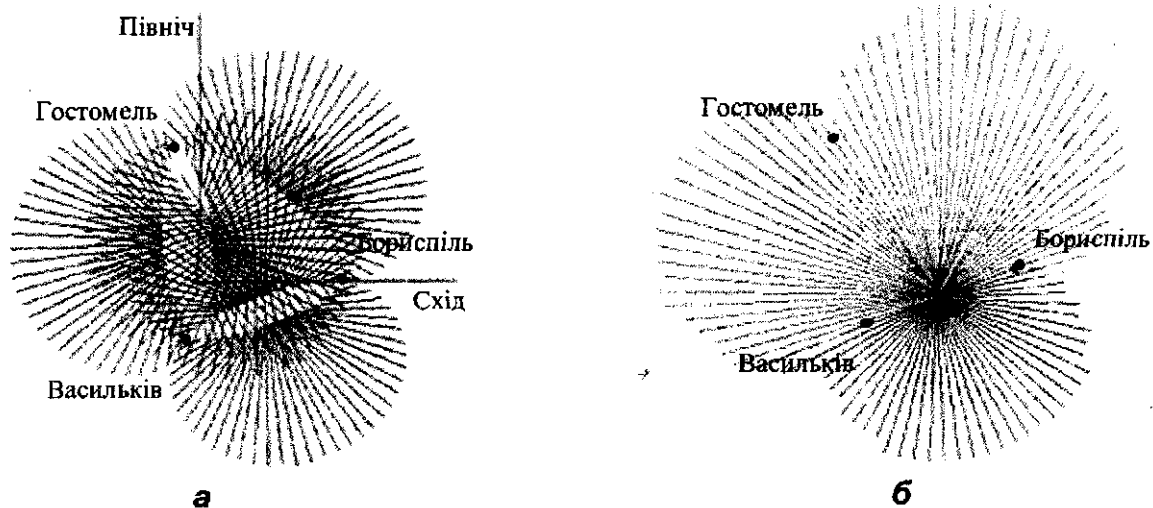 Північ
Гостомель
Бориспіль
Схід
Васильків
а
Гостомель
Бориспіль
Васильків
б